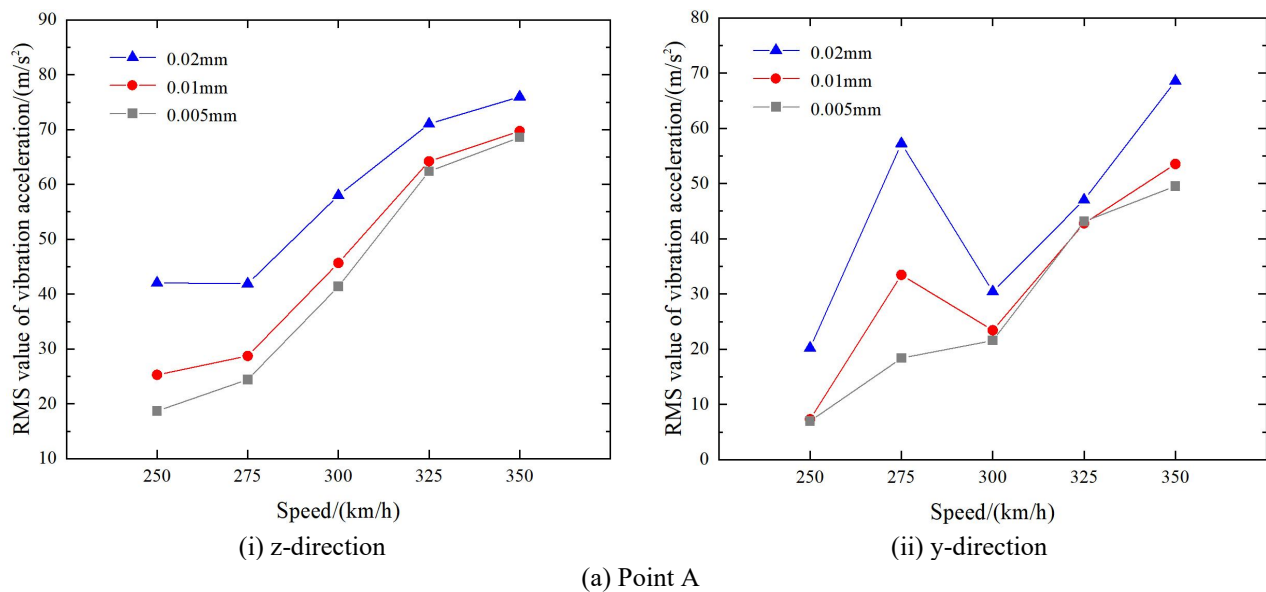 RMS value of vibration acceleration/(m/s²)
90
80
70
60
50
40
30
20
10
0.02mm
0.01mm
0.005mm
250 275 300 325 350
Speed/(km/h)
(i) z-direction
RMS value of vibration acceleration/(m/s²)
80
70
60
50
40
30
20
10
0
0.02mm
0.01mm
0.005mm
250 275 300 325 350
Speed/(km/h)
(ii) y-direction
(a) Point A